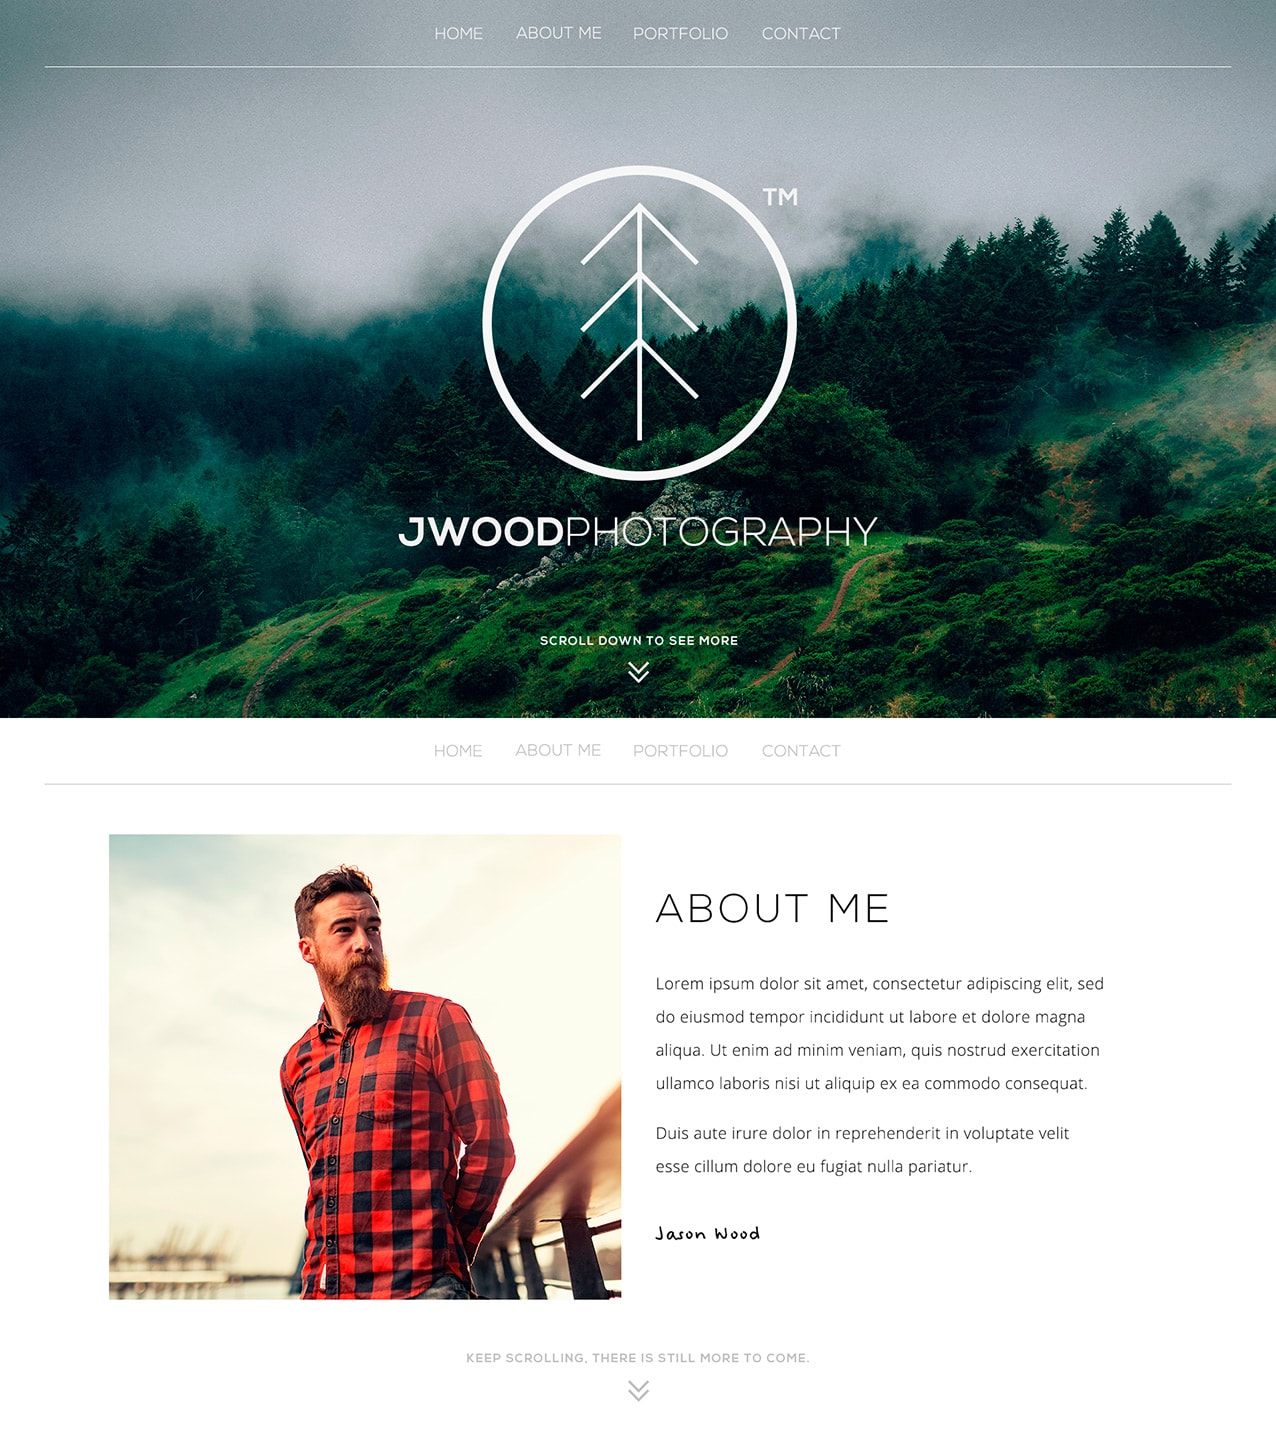 HOME ABOUT ME PORTFOLIO CONTACT
TM
JWOODPHOTOGRAPHY
SCROLL DOWN TO SEE MORE
HOME ABOUT ME PORTFOLIO CONTACT
ABOUT ME
Lorem ipsum dolor sit amet, consectetur adipiscing elit, sed
do eiusmod tempor incididunt ut labore et dolore magna
aliqua. Ut enim ad minim veniam, quis nostrud exercitation
ullamco laboris nisi ut aliquip ex ea commodo consequat.
Duis aute irure dolor in reprehenderit in voluptate velit
esse cillum dolore eu fugiat nulla pariatur.
Jason Wood
KEEP SCROLLING, THERE IS STILL MORE TO COME.